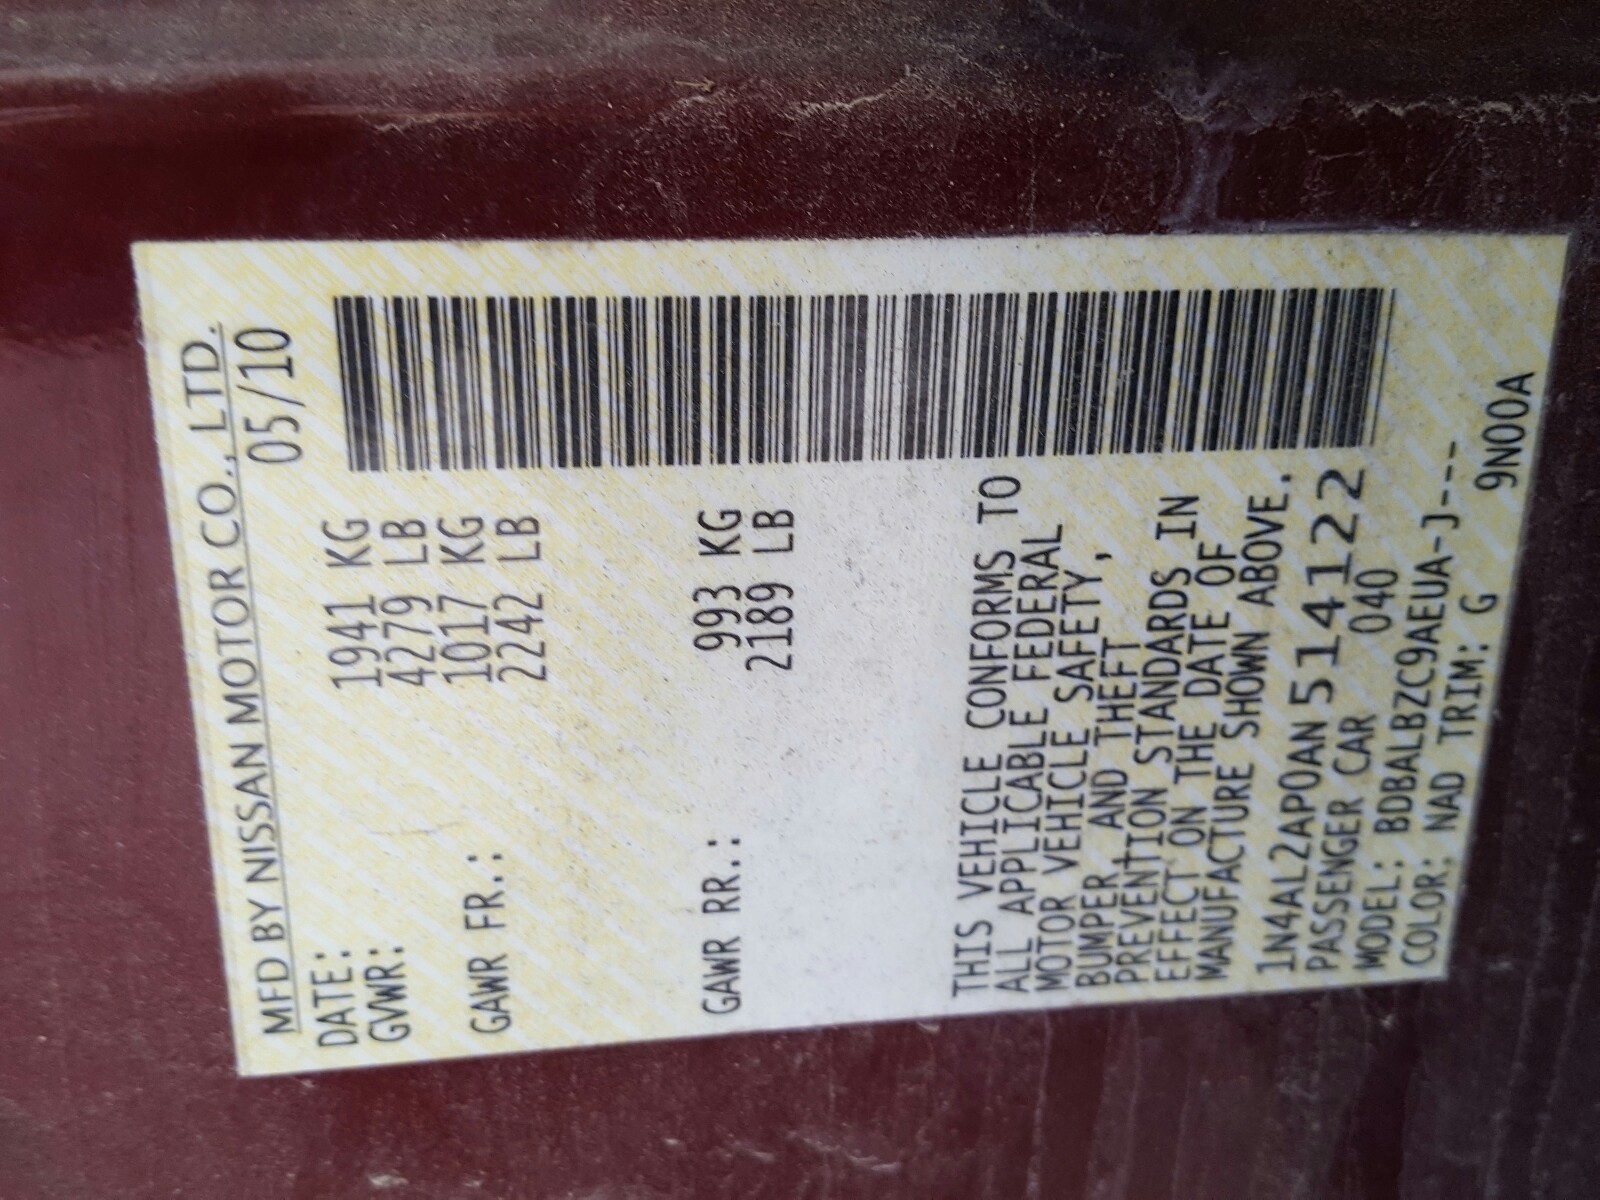 MFD BY NISSAN MOTOR CO., LTD.
DATE: 05/10
GVWR: 1941 KG
4279 LB
GAWR FR.: 1017 KG
2242 LB
GAWR RR.: 993 KG
2189 LB
THIS VEHICLE CONFORMS TO
ALL APPLICABLE FEDERAL
MOTOR VEHICLE SAFETY,
BUMPER AND THEFT
PREVENTION STANDARDS IN
EFFECT ON THE DATE OF
MANUFACTURE SHOWN ABOVE.
1N4AL2AP0AN514122
PASSENGER CAR 040
MODEL: BDBALBZC9AEUA-J----
COLOR: NAD TRIM: G
9N00A